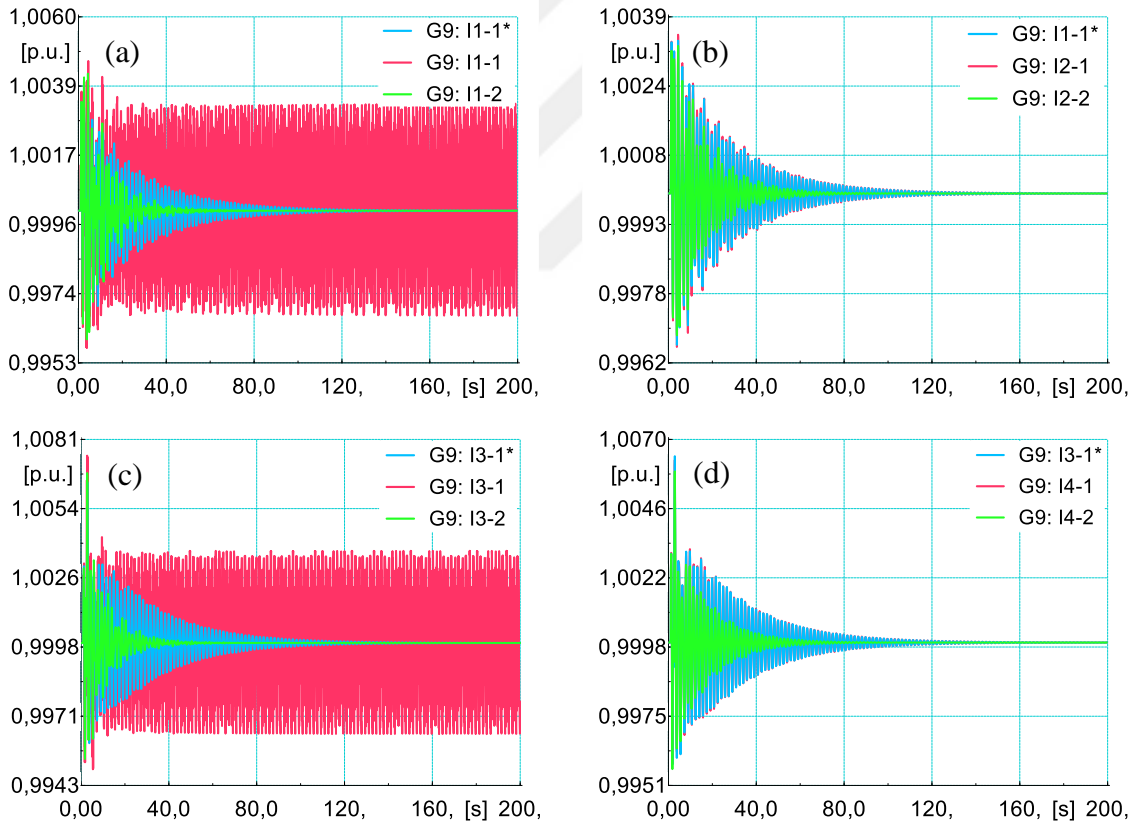 1,0060
[p.u.]
(a)
G9: I1-1*
G9: I1-1
G9: I1-2
1,0039
1,0017
0,9996
0,9974
0,9953
0,00
40,0
80,0
120,
160,
[s]
200,
1,0039
[p.u.]
(b)
G9: I1-1*
G9: I2-1
G9: I2-2
1,0024
1,0008
0,9993
0,9978
0,9962
0,00
40,0
80,0
120,
160,
[s]
200,
1,0081
[p.u.]
(c)
G9: I3-1*
G9: I3-1
G9: I3-2
1,0054
1,0026
0,9998
0,9971
0,9943
0,00
40,0
80,0
120,
160,
[s]
200,
1,0070
[p.u.]
(d)
G9: I3-1*
G9: I4-1
G9: I4-2
1,0046
1,0022
0,9998
0,9975
0,9951
0,00
40,0
80,0
120,
160,
[s]
200,